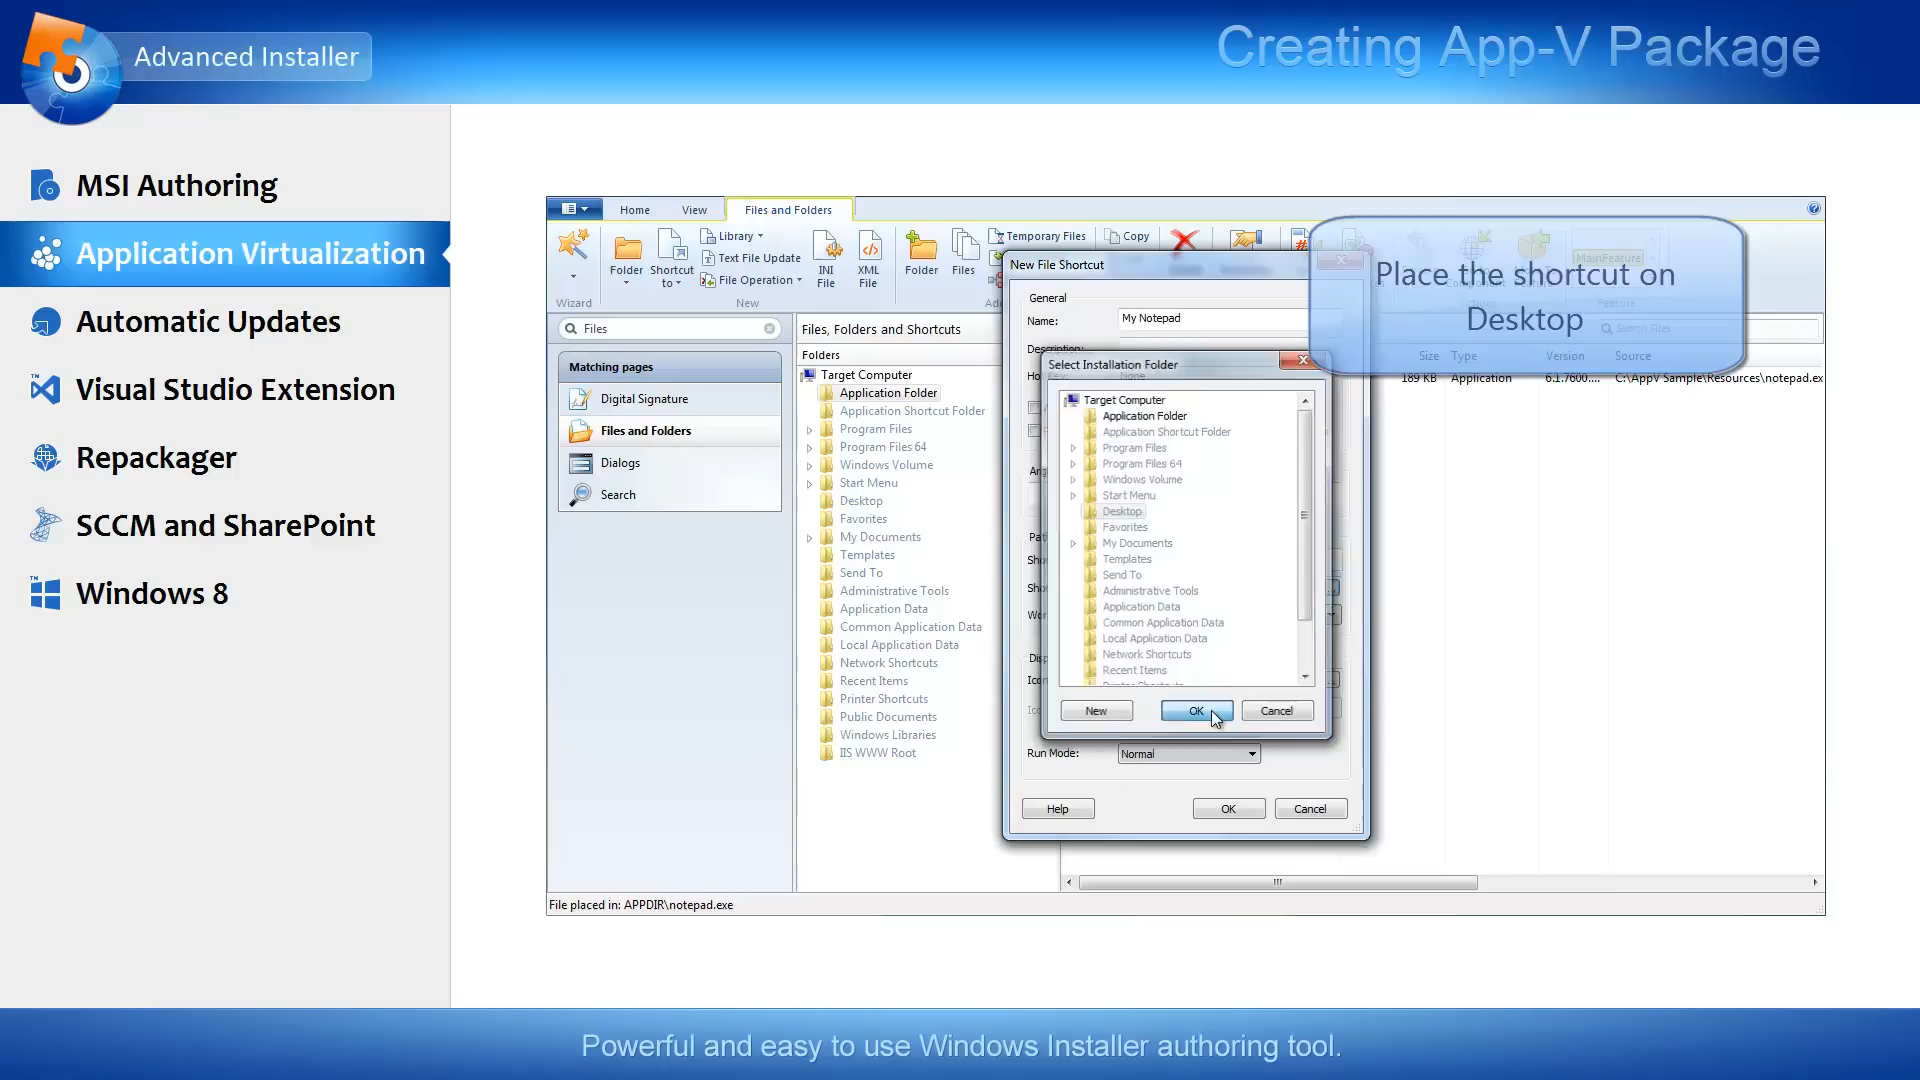 Advanced Installer
Creating App-V Package
MSI Authoring
Application Virtualization
Automatic Updates
Visual Studio Extension
Repackager
SCCM and SharePoint
Windows 8
Home
View
Files and Folders
Folder
Shortcut
to
Library
Text File Update
File Operation
INI
File
XML
File
Folder
Files
Temporary Files
Copy
Wizard
New
MainFeature
Place the shortcut on
Desktop
Files
Matching pages
Digital Signature
Files and Folders
Dialogs
Search
Files, Folders and Shortcuts
Folders
Target Computer
Application Folder
Application Shortcut Folder
Program Files
Program Files 64
Windows Volume
Start Menu
Desktop
Favorites
My Documents
Templates
Send To
Administrative Tools
Application Data
Common Application Data
Local Application Data
Network Shortcuts
Recent Items
Printer Shortcuts
Public Documents
Windows Libraries
IIS WWW Root
New File Shortcut
General
Name:
My Notepad
Select Installation Folder
Target Computer
Application Folder
Application Shortcut Folder
Program Files
Program Files 64
Windows Volume
Start Menu
Desktop
Favorites
My Documents
Templates
Send To
Administrative Tools
Application Data
Common Application Data
Local Application Data
Network Shortcuts
Recent Items
New
OK
Cancel
Run Mode:
Normal
Help
OK
Cancel
Search Files
Size Type Version Source
189 KB Application 6.1.7600.... C:\AppV Sample\Resources\notepad.exe
File placed in: APPDIR\notepad.exe
Powerful and easy to use Windows Installer authoring tool.